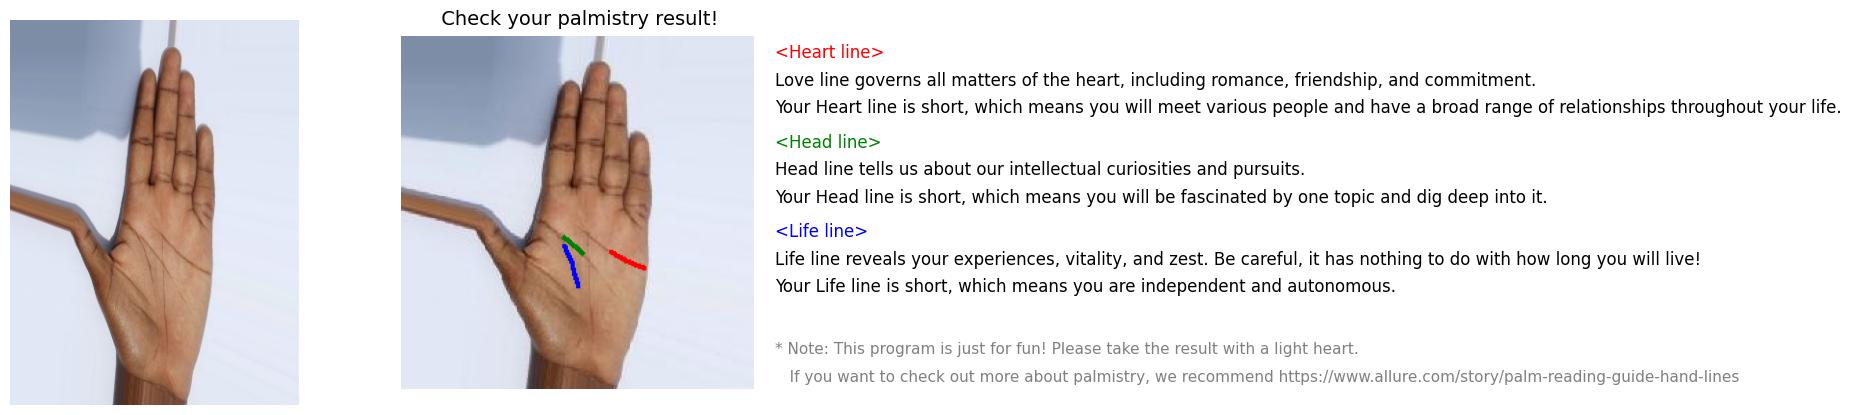 Check your palmistry result!
<Heart line>
Love line governs all matters of the heart, including romance, friendship, and commitment.
Your Heart line is short, which means you will meet various people and have a broad range of relationships throughout your life.
<Head line>
Head line tells us about our intellectual curiosities and pursuits.
Your Head line is short, which means you will be fascinated by one topic and dig deep into it.
<Life line>
Life line reveals your experiences, vitality, and zest. Be careful, it has nothing to do with how long you will live!
Your Life line is short, which means you are independent and autonomous.
* Note: This program is just for fun! Please take the result with a light heart.
If you want to check out more about palmistry, we recommend https://www.allure.com/story/palm-reading-guide-hand-lines